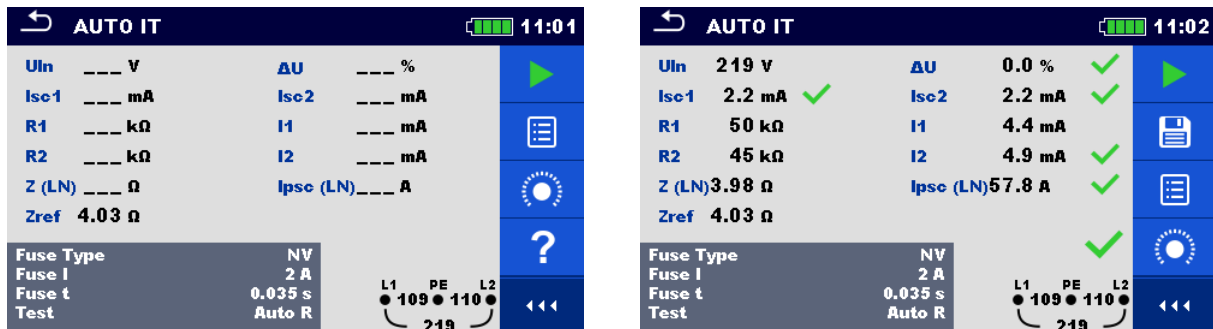 AUTO IT 11:01
Uln ___ V ΔU ___ %
Isc1 ___ mA Isc2 ___ mA
R1 ___ kΩ I1 ___ mA
R2 ___ kΩ I2 ___ mA
Z (LN) ___ Ω Ipsc (LN)___ A
Zref 4.03 Ω
?
Fuse Type NV
Fuse I 2 A
Fuse t 0.035 s
Test Auto R
L1 PE L2
109 110
219
AUTO IT 11:02
Uln 219 V ΔU 0.0 %
Isc1 2.2 mA Isc2 2.2 mA
R1 50 kΩ I1 4.4 mA
R2 45 kΩ I2 4.9 mA
Z (LN)3.98 Ω Ipsc (LN)57.8 A
Zref 4.03 Ω
Fuse Type NV
Fuse I 2 A
Fuse t 0.035 s
Test Auto R
L1 PE L2
109 110
219